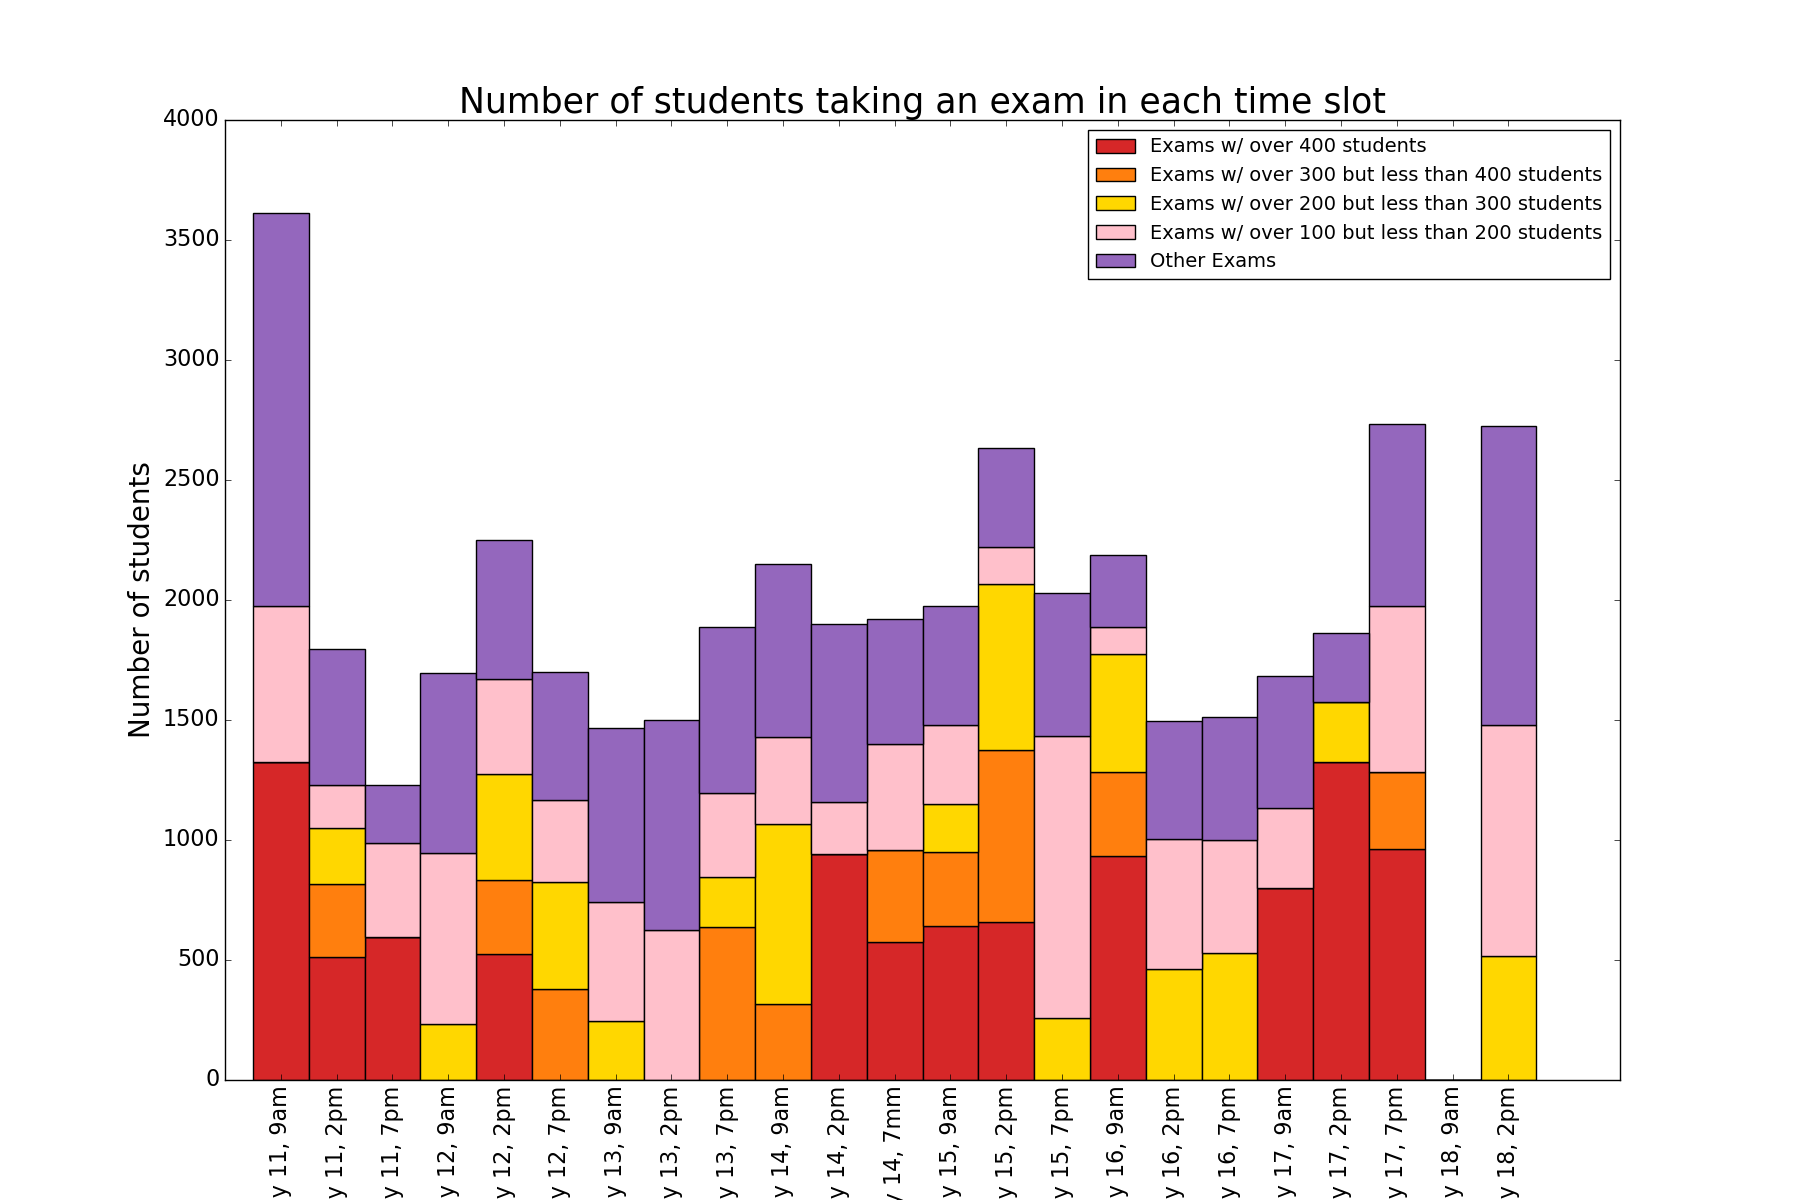 Number of students taking an exam in each time slot
Exams w/ over 400 students
Exams w/ over 300 but less than 400 students
Exams w/ over 200 but less than 300 students
Exams w/ over 100 but less than 200 students
Other Exams
4000
3500
3000
2500
2000
1500
1000
500
0
Number of students
y 11, 9am
y 11, 2pm
y 11, 7pm
y 12, 9am
y 12, 2pm
y 12, 7pm
y 13, 9am
y 13, 2pm
y 13, 7pm
y 14, 9am
y 14, 2pm
y 14, 7mm
y 15, 9am
y 15, 2pm
y 15, 7pm
y 16, 9am
y 16, 2pm
y 16, 7pm
y 17, 9am
y 17, 2pm
y 17, 7pm
y 18, 9am
y 18, 2pm